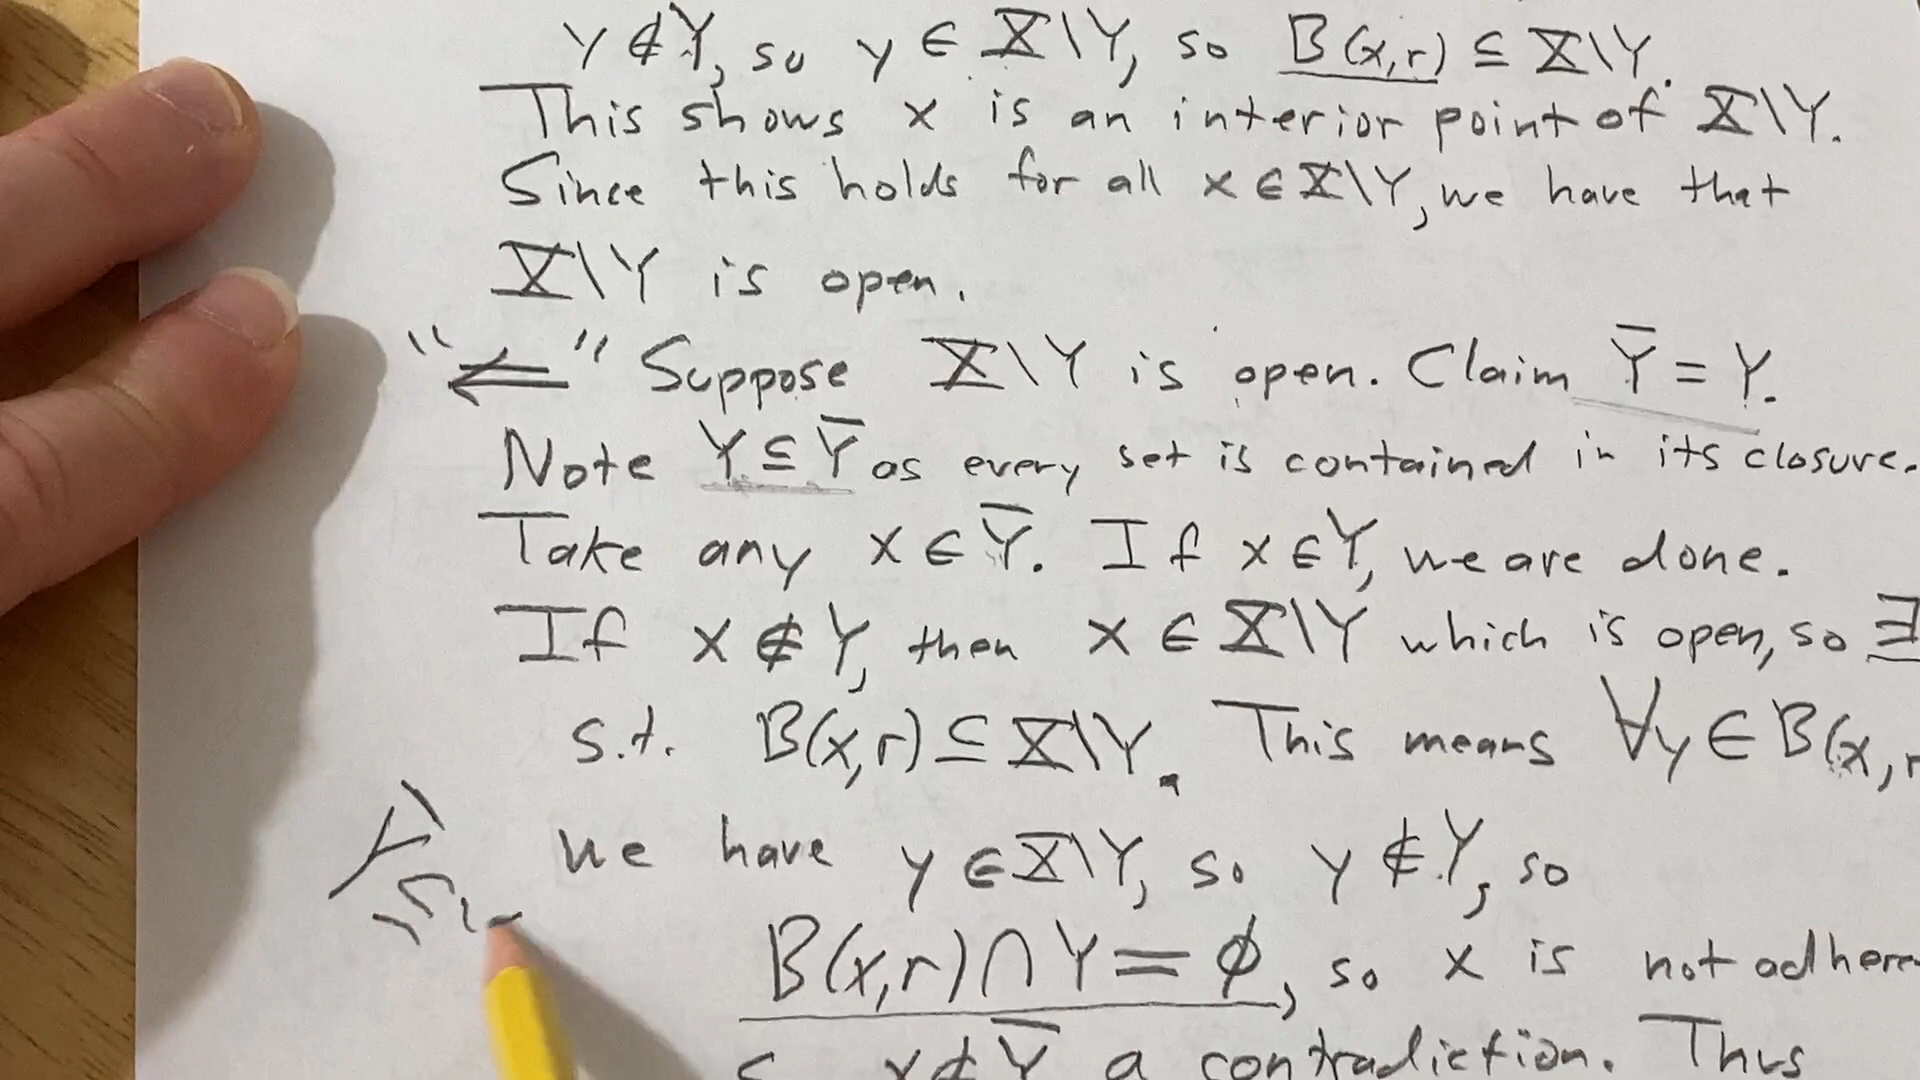 y ∉ Y, so y ∈ X\Y, so B(x,r) ⊆ X\Y.
This shows x is an interior point of X\Y.
Since this holds for all x ∈ X\Y, we have that
X\Y is open.
"⇐" Suppose X\Y is open. Claim Ȳ = Y.
Note Y ⊆ Ȳ as every set is contained in its closure.
Take any x ∈ Ȳ. If x ∈ Y, we are done.
If x ∉ Y, then x ∈ X\Y which is open, so ∃
s.t. B(x,r) ⊆ X\Y. This means ∀y ∈ B(x,r
we have y ∈ X\Y, so y ∉ Y, so
B(x,r) ∩ Y = ∅, so x is not adhere
x ∉ Ȳ a contradiction. Thus